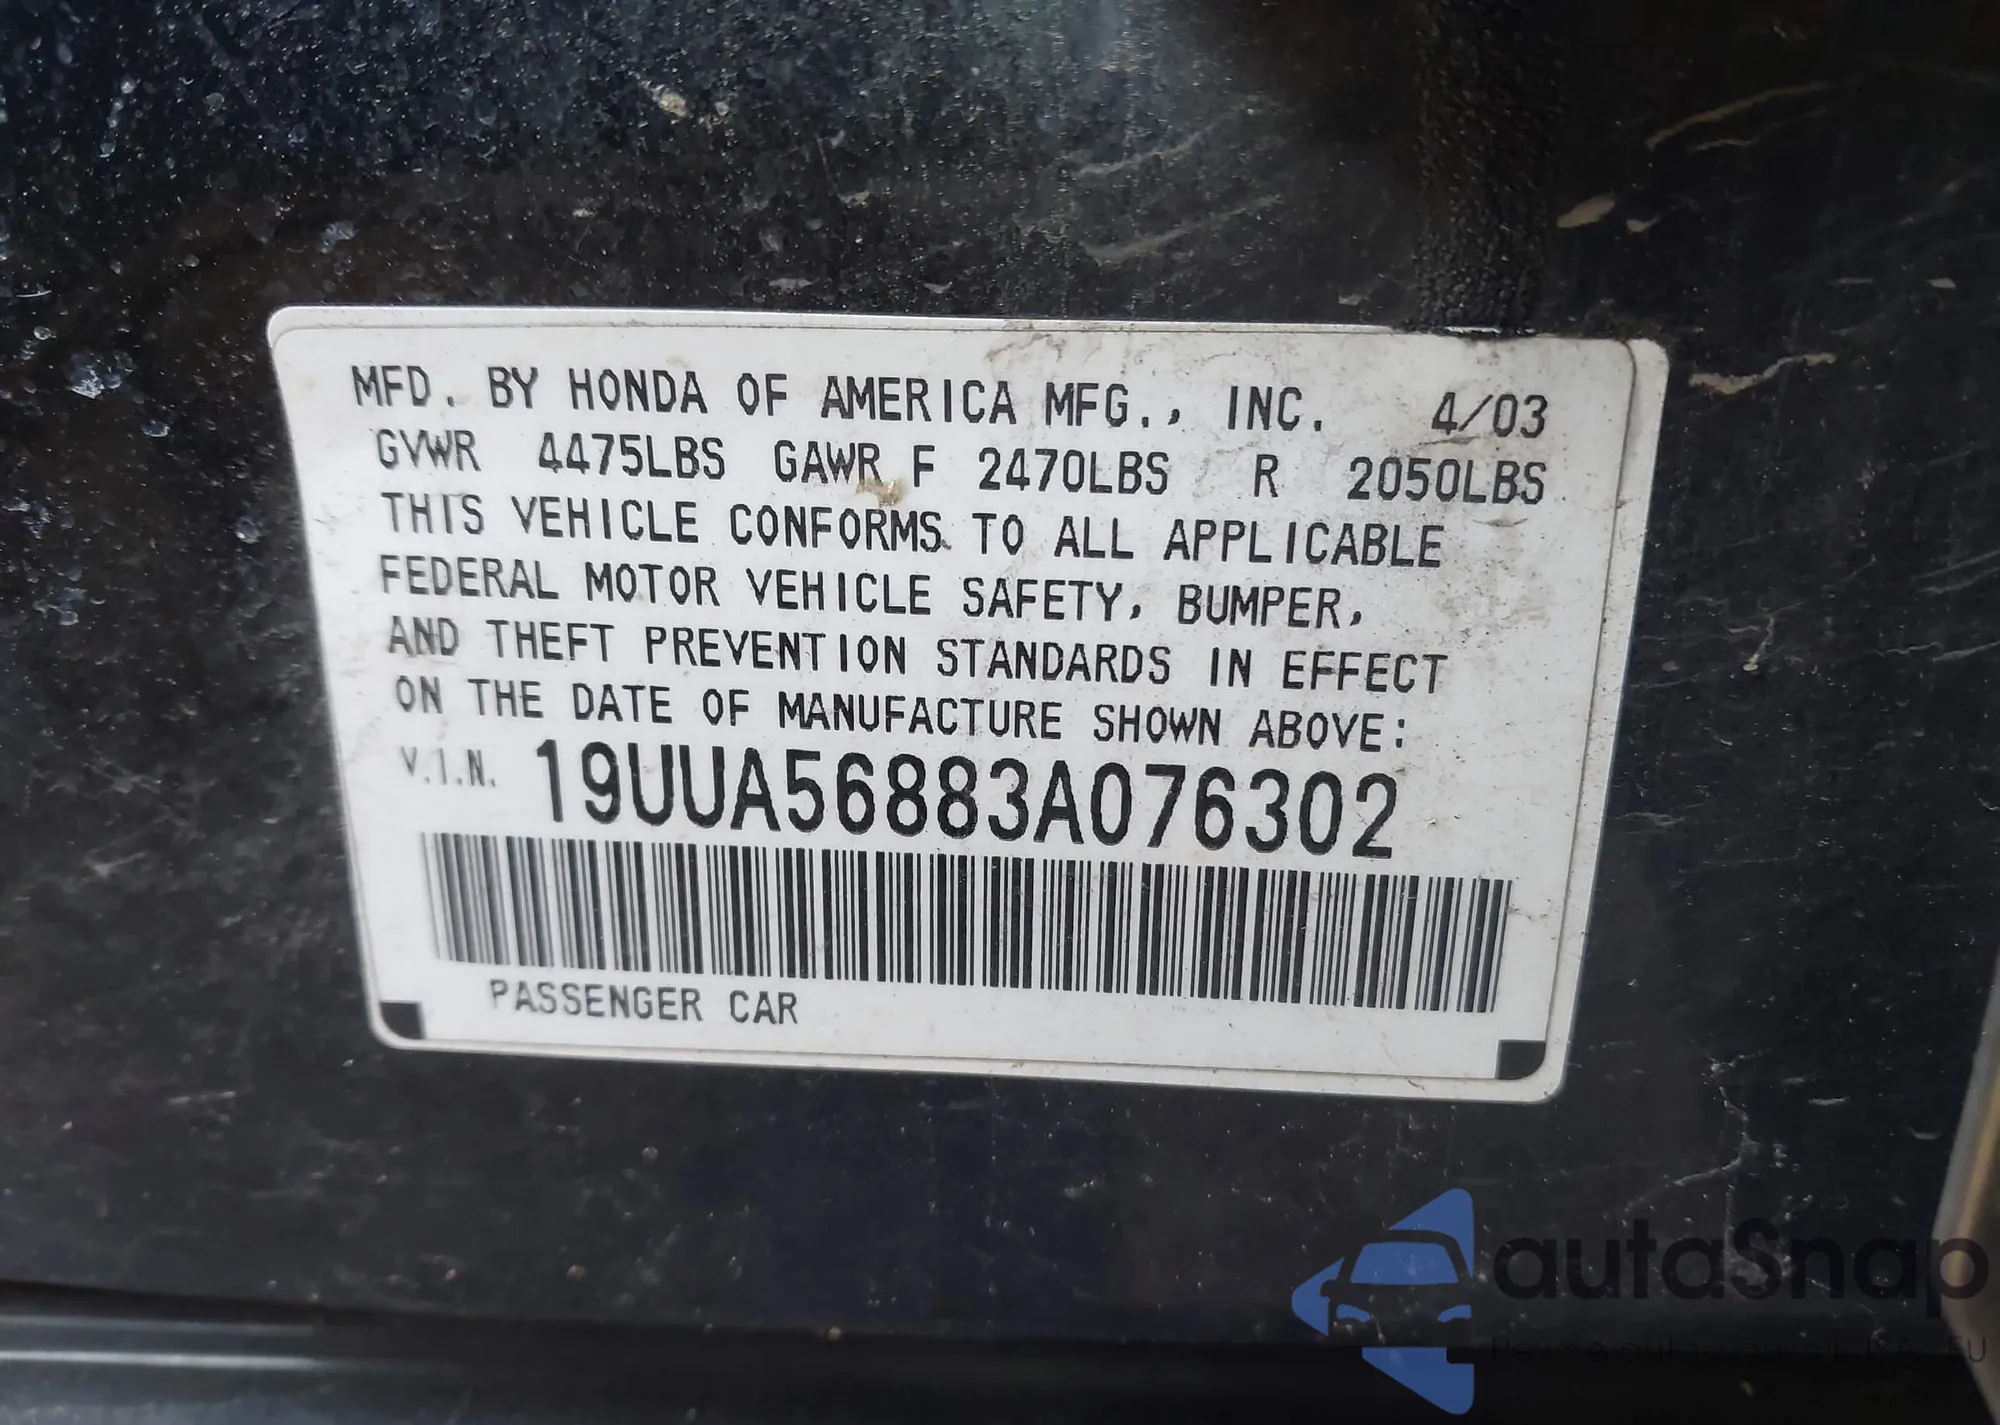 MFD. BY HONDA OF AMERICA MFG., INC. 4/03
GVWR 4475LBS GAWR F 2470LBS R 2050LBS
THIS VEHICLE CONFORMS TO ALL APPLICABLE
FEDERAL MOTOR VEHICLE SAFETY, BUMPER,
AND THEFT PREVENTION STANDARDS IN EFFECT
ON THE DATE OF MANUFACTURE SHOWN ABOVE:
V.I.N. 19UUA56883A076302
PASSENGER CAR
autaSnap